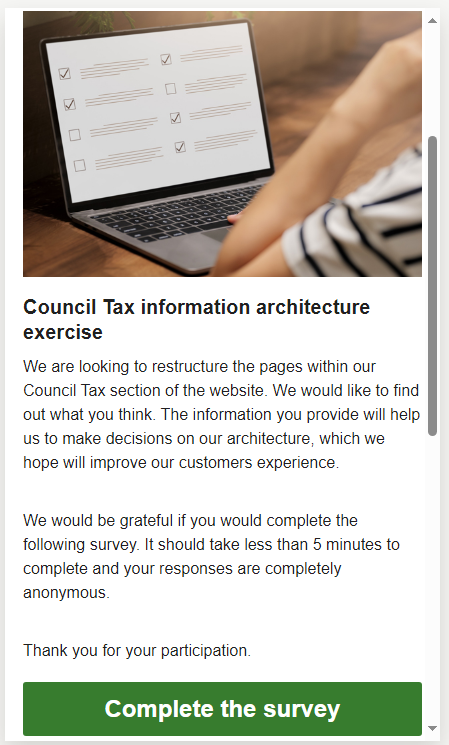 Council Tax information architecture
exercise
We are looking to restructure the pages within our
Council Tax section of the website. We would like to find
out what you think. The information you provide will help
us to make decisions on our architecture, which we
hope will improve our customers experience.
We would be grateful if you would complete the
following survey. It should take less than 5 minutes to
complete and your responses are completely
anonymous.
Thank you for your participation.
Complete the survey